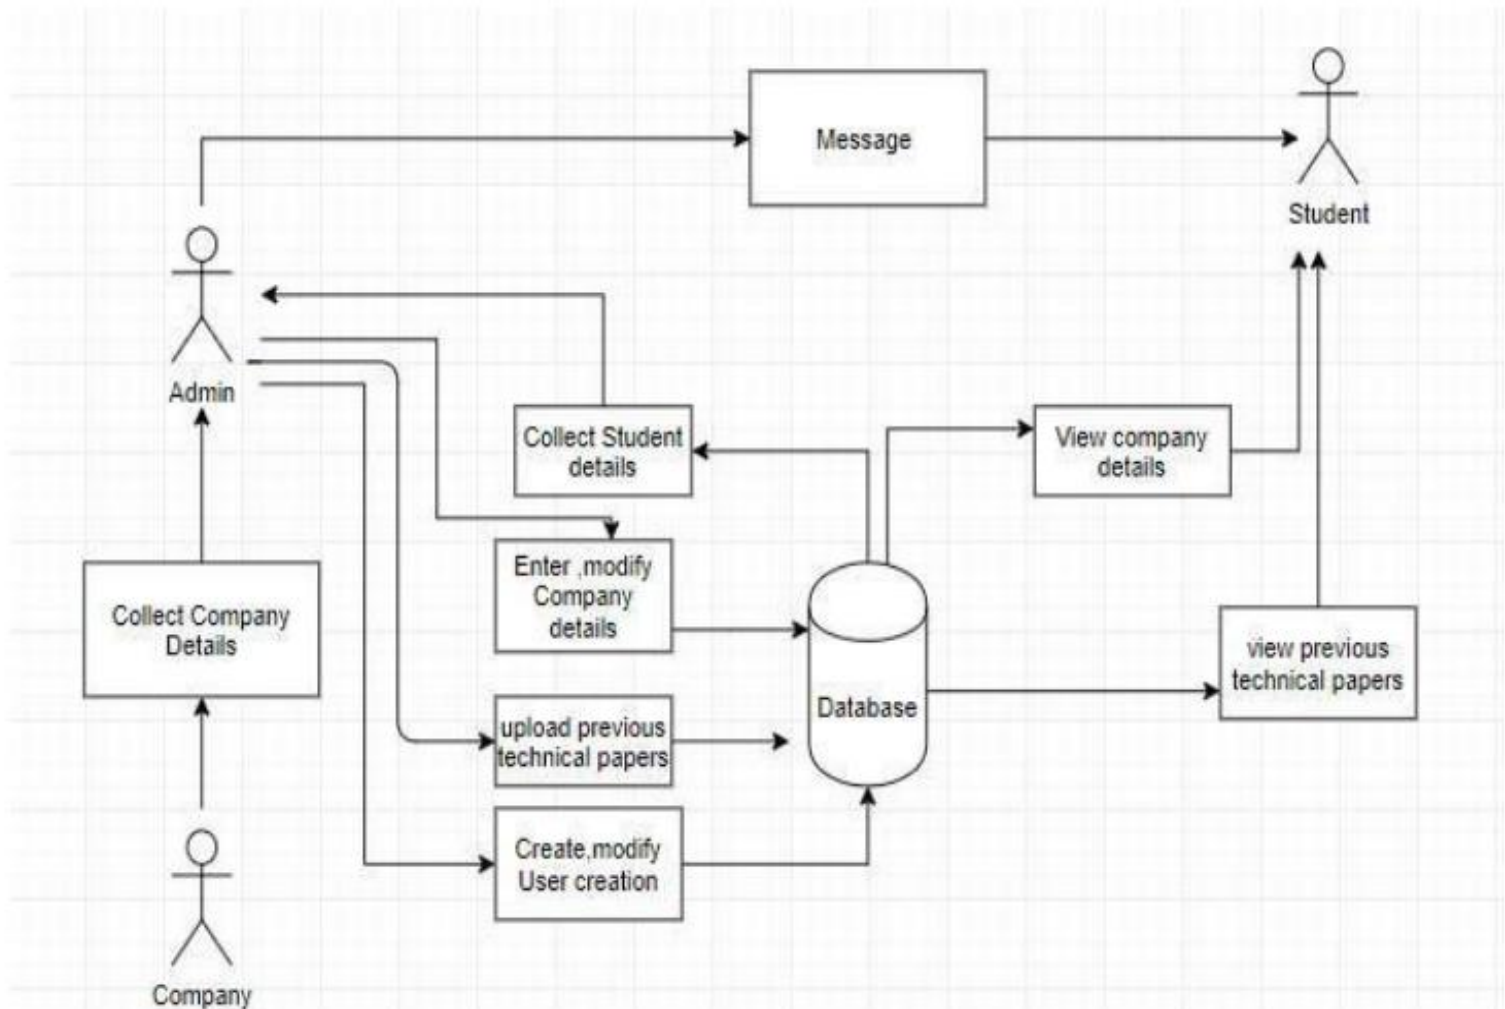 Message
Student
Admin
Collect Student
details
View company
details
Enter ,modify
Company
details
Collect Company
Details
view previous
technical papers
Database
upload previous
technical papers
Create,modify
User creation
Company